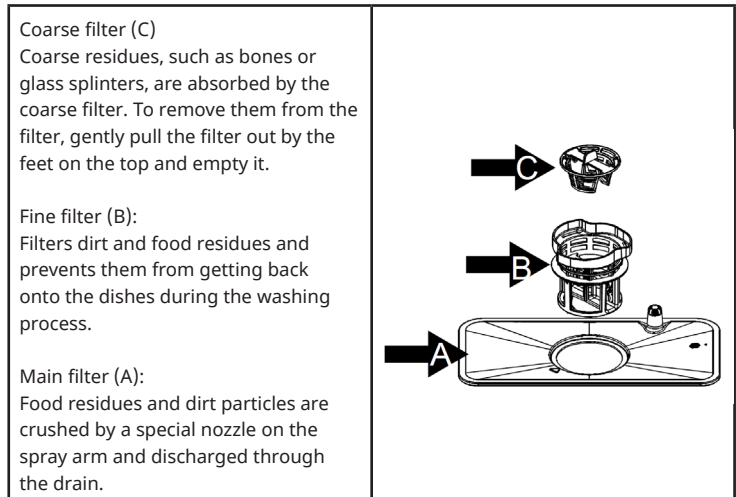 Coarse filter (C)
Coarse residues, such as bones or
glass splinters, are absorbed by the
coarse filter. To remove them from the
filter, gently pull the filter out by the
feet on the top and empty it.
Fine filter (B):
Filters dirt and food residues and
prevents them from getting back
onto the dishes during the washing
process.
Main filter (A):
Food residues and dirt particles are
crushed by a special nozzle on the
spray arm and discharged through
the drain.
C
B
A